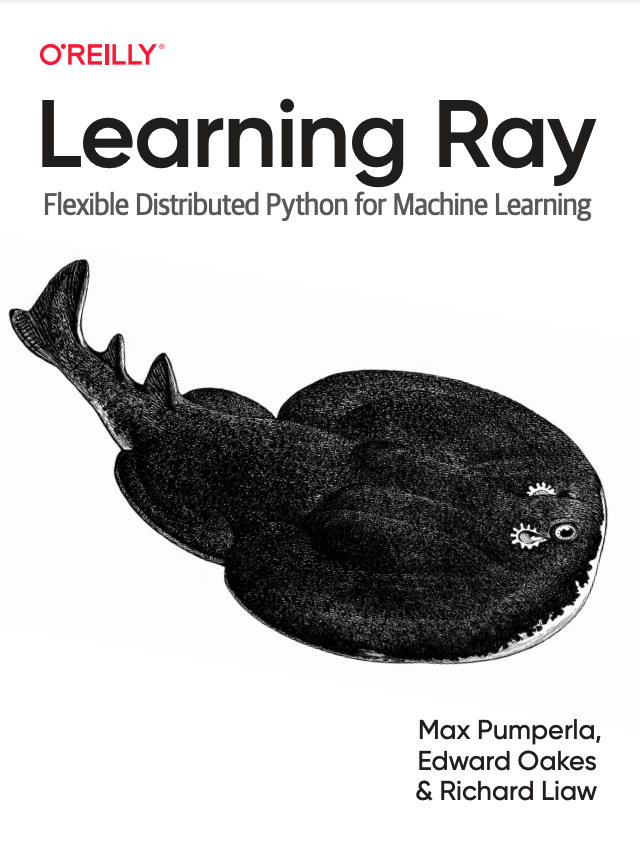 O'REILLY®
Learning Ray
Flexible Distributed Python for Machine Learning
Max Pumperla,
Edward Oakes
& Richard Liaw